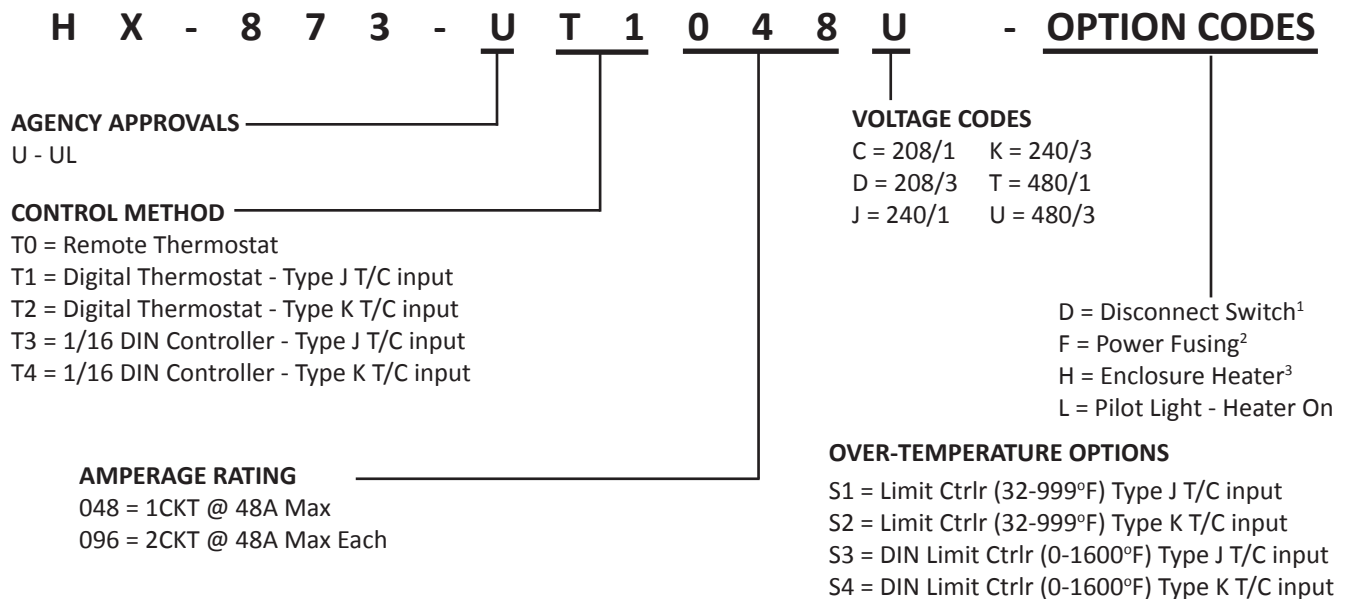 H X - 8 7 3 - U T 1 0 4 8 U - OPTION CODES
AGENCY APPROVALS
U - UL
CONTROL METHOD
T0 = Remote Thermostat
T1 = Digital Thermostat - Type J T/C input
T2 = Digital Thermostat - Type K T/C input
T3 = 1/16 DIN Controller - Type J T/C input
T4 = 1/16 DIN Controller - Type K T/C input
AMPERAGE RATING
048 = 1CKT @ 48A Max
096 = 2CKT @ 48A Max Each
VOLTAGE CODES
C = 208/1 K = 240/3
D = 208/3 T = 480/1
J = 240/1 U = 480/3
D = Disconnect Switch¹
F = Power Fusing²
H = Enclosure Heater³
L = Pilot Light - Heater On
OVER-TEMPERATURE OPTIONS
S1 = Limit Ctrlr (32-999°F) Type J T/C input
S2 = Limit Ctrlr (32-999°F) Type K T/C input
S3 = DIN Limit Ctrlr (0-1600°F) Type J T/C input
S4 = DIN Limit Ctrlr (0-1600°F) Type K T/C input